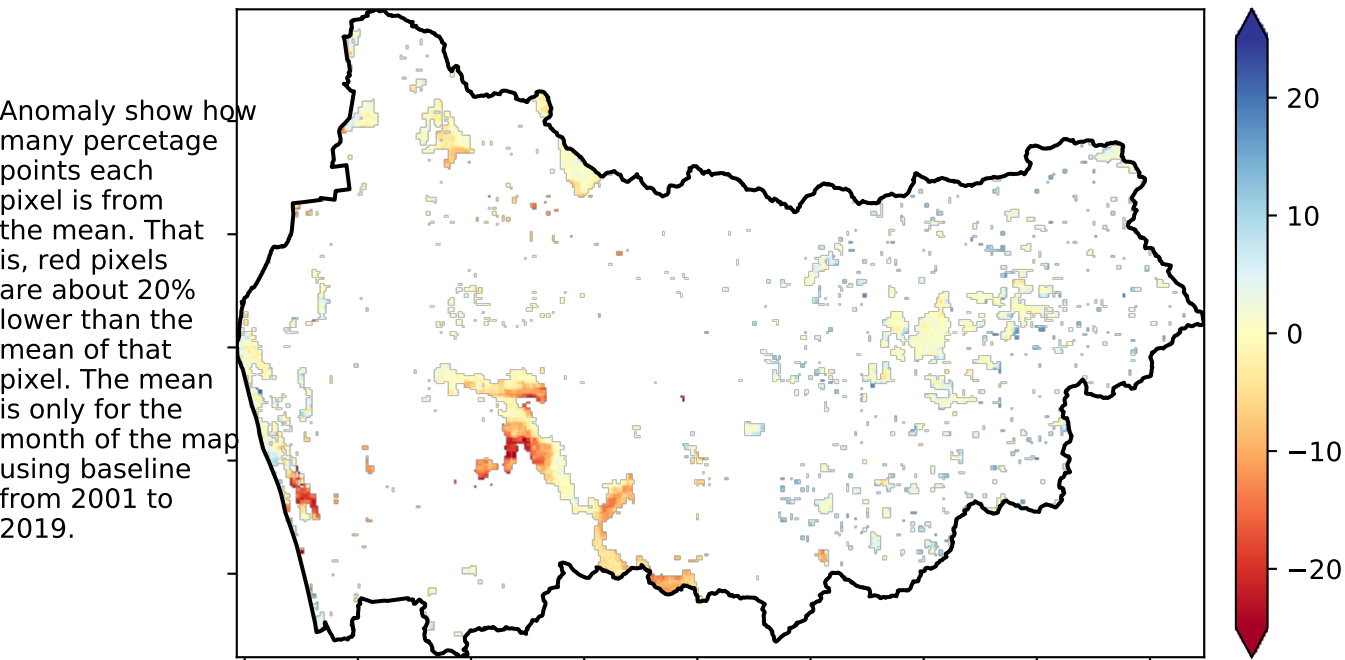 Anomaly show how
many percetage
points each
pixel is from
the mean. That
is, red pixels
are about 20%
lower than the
mean of that
pixel. The mean
is only for the
month of the map
using baseline
from 2001 to
2019.
20
10
0
−10
−20